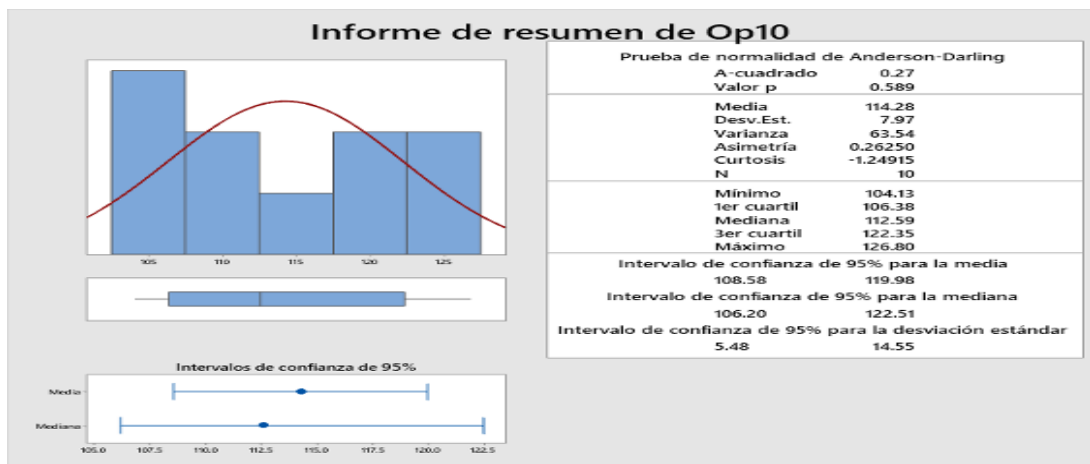 Informe de resumen de Op10
105 110 115 120 125
Intervalos de confianza de 95%
Media
Mediana
105.0 107.5 110.0 112.5 115.0 117.5 120.0 122.5
Prueba de normalidad de Anderson-Darling
A-cuadrado 0.27
Valor p 0.589
Media 114.28
Desv.Est. 7.97
Varianza 63.54
Asimetría 0.26250
Curtosis -1.24915
N 10
Mínimo 104.13
1er cuartil 106.38
Mediana 112.59
3er cuartil 122.35
Máximo 126.80
Intervalo de confianza de 95% para la media
108.58 119.98
Intervalo de confianza de 95% para la mediana
106.20 122.51
Intervalo de confianza de 95% para la desviación estándar
5.48 14.55